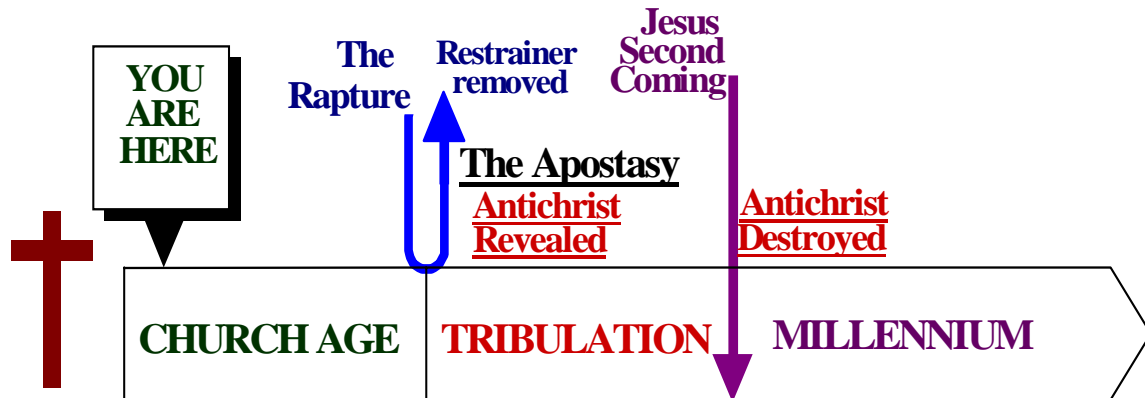 YOU
ARE
HERE
The
Rapture
Restrainer
removed
The Apostasy
Antichrist
Revealed
Jesus
Second
Coming
Antichrist
Destroyed
CHURCH AGE
TRIBULATION
MILLENNIUM